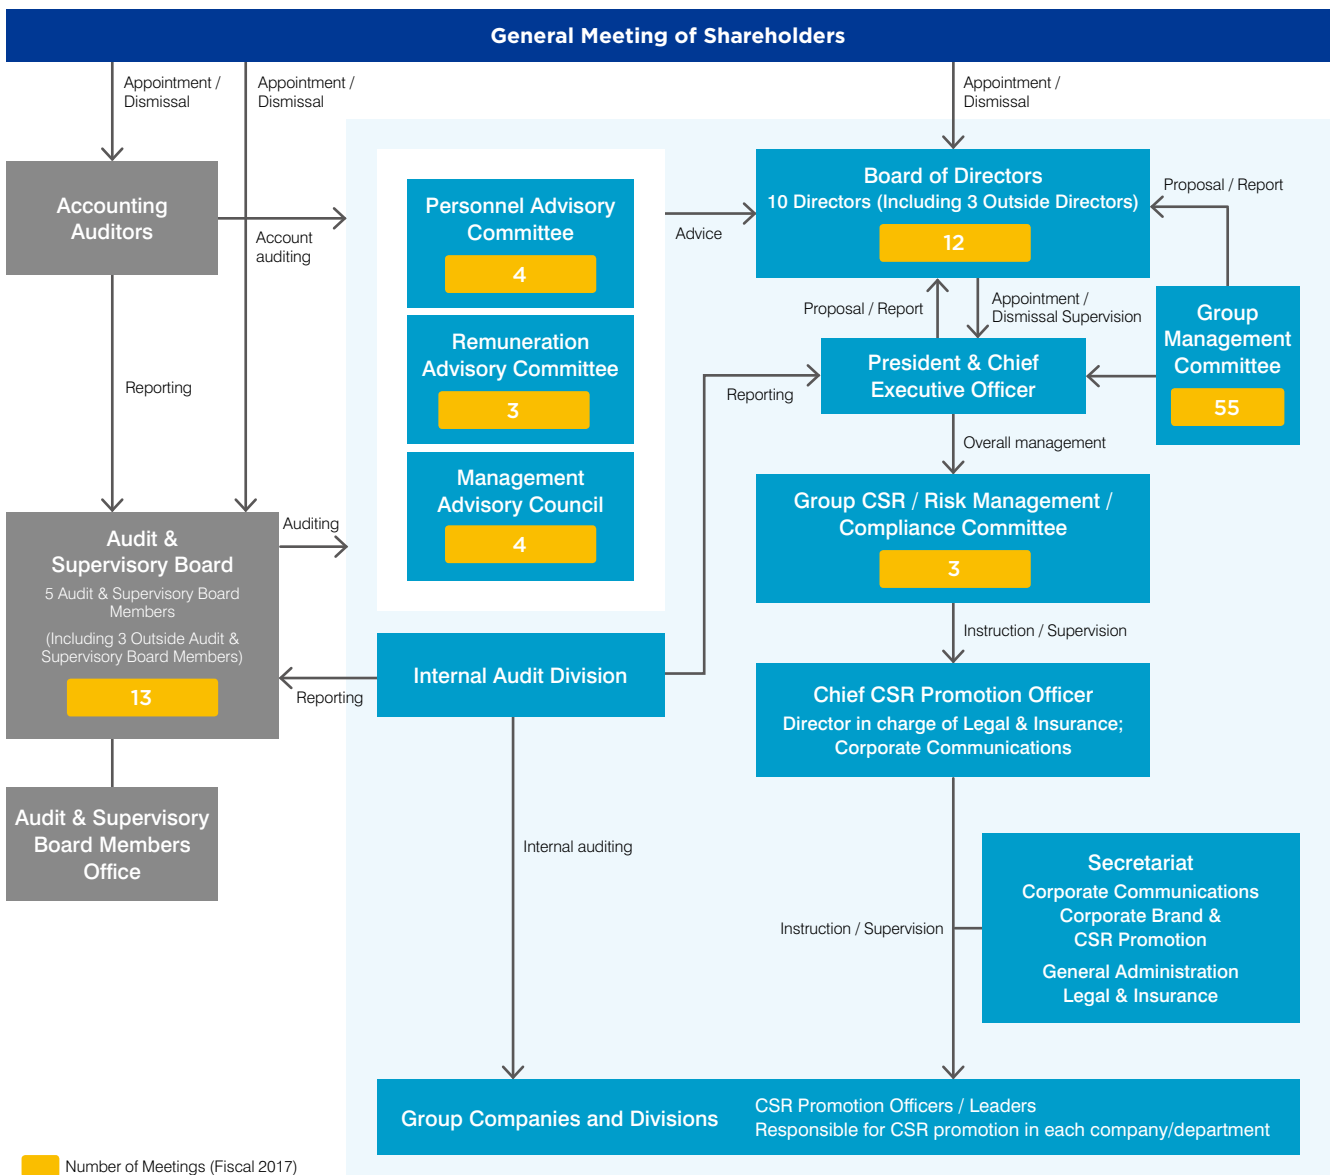 General Meeting of Shareholders
Appointment /
Dismissal
Appointment /
Dismissal
Appointment /
Dismissal
Accounting
Auditors
Account
auditing
Reporting
Personnel Advisory
Committee
4
Remuneration
Advisory Committee
3
Management
Advisory Council
4
Advice
Board of Directors
10 Directors (Including 3 Outside Directors)
12
Proposal / Report
Proposal / Report
Appointment /
Dismissal Supervision
Group
Management
Committee
55
President & Chief
Executive Officer
Reporting
Overall management
Group CSR / Risk Management /
Compliance Committee
3
Audit &
Supervisory Board
5 Audit & Supervisory Board
Members
(Including 3 Outside Audit &
Supervisory Board Members)
13
Auditing
Reporting
Internal Audit Division
Instruction / Supervision
Chief CSR Promotion Officer
Director in charge of Legal & Insurance;
Corporate Communications
Audit & Supervisory
Board Members
Office
Internal auditing
Instruction / Supervision
Secretariat
Corporate Communications
Corporate Brand &
CSR Promotion
General Administration
Legal & Insurance
Group Companies and Divisions
CSR Promotion Officers / Leaders
Responsible for CSR promotion in each company/department
Number of Meetings (Fiscal 2017)